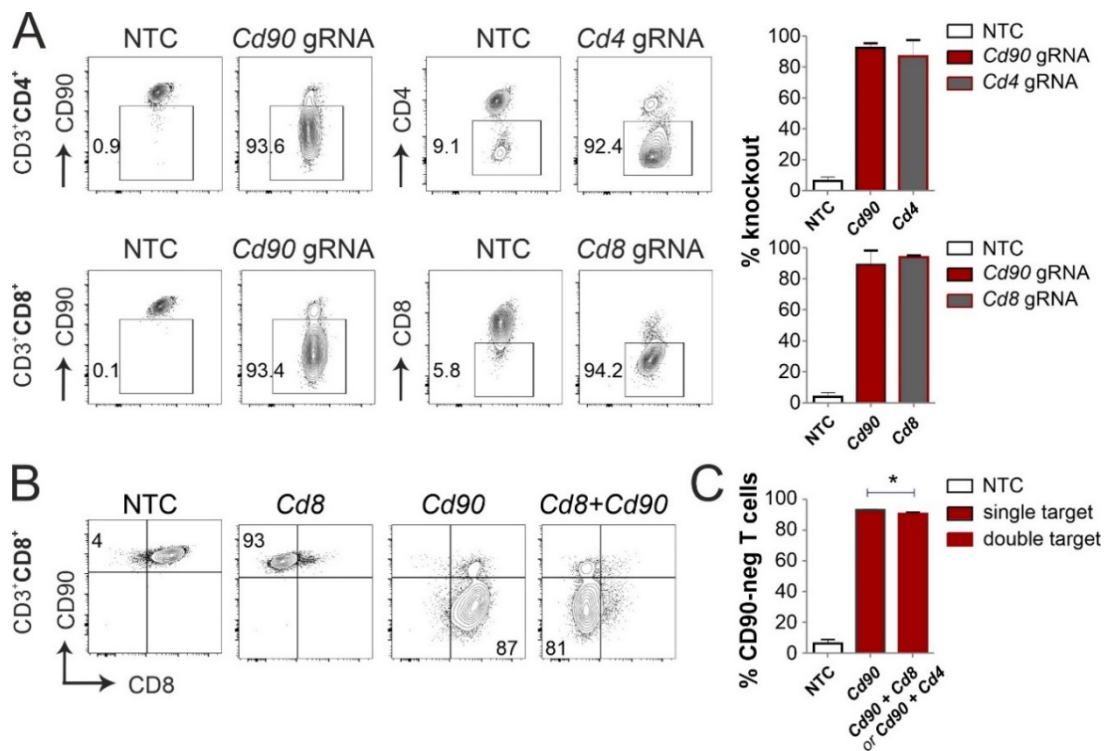 A
NTC
Cd90 gRNA
NTC
Cd4 gRNA
CD3⁺CD4⁺
CD90
0.9
93.6
CD4
9.1
92.4
% knockout
100
80
60
40
20
0
NTC
Cd90
Cd4
NTC
Cd90 gRNA
Cd4 gRNA
NTC
Cd90 gRNA
NTC
Cd8 gRNA
CD3⁺CD8⁺
CD90
0.1
93.4
CD8
5.8
94.2
100
80
60
40
20
0
NTC
Cd90
Cd8
NTC
Cd90 gRNA
Cd8 gRNA
B
NTC
Cd8
Cd90
Cd8+Cd90
CD3⁺CD8⁺
CD90
4
93
87
81
CD8
C
% CD90-neg T cells
100
80
60
40
20
0
*
NTC
Cd90
Cd90 + Cd8
or Cd90 + Cd4
NTC
single target
double target